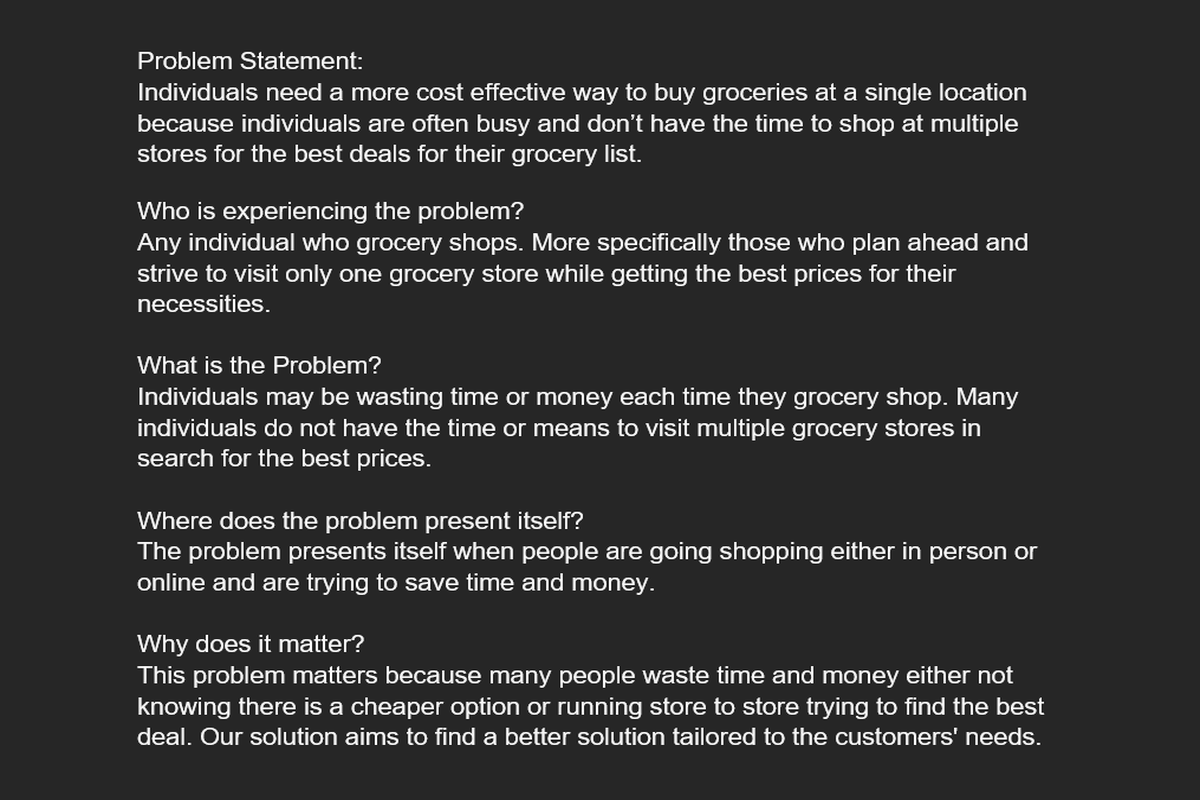 Problem Statement:
Individuals need a more cost effective way to buy groceries at a single location
because individuals are often busy and don’t have the time to shop at multiple
stores for the best deals for their grocery list.
Who is experiencing the problem?
Any individual who grocery shops. More specifically those who plan ahead and
strive to visit only one grocery store while getting the best prices for their
necessities.
What is the Problem?
Individuals may be wasting time or money each time they grocery shop. Many
individuals do not have the time or means to visit multiple grocery stores in
search for the best prices.
Where does the problem present itself?
The problem presents itself when people are going shopping either in person or
online and are trying to save time and money.
Why does it matter?
This problem matters because many people waste time and money either not
knowing there is a cheaper option or running store to store trying to find the best
deal. Our solution aims to find a better solution tailored to the customers' needs.